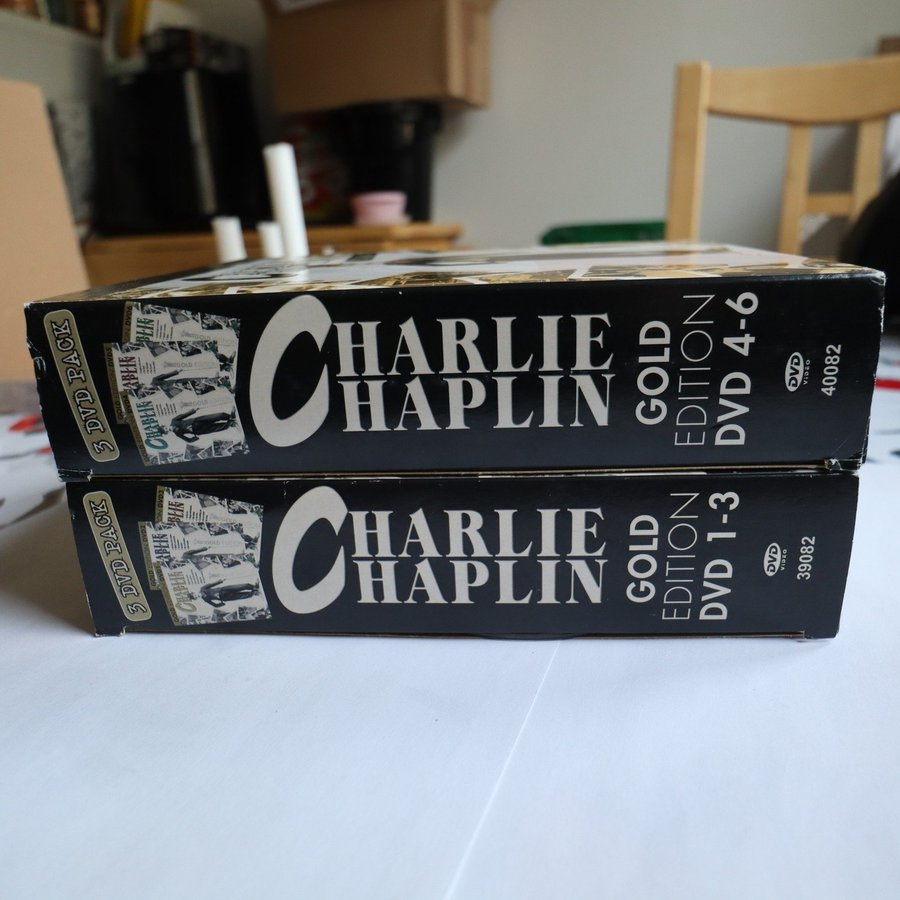 3 DVD PACK
CHARLIE
CHAPLIN
GOLD
EDITION
DVD 4-6
DVD
VIDEO
40082
3 DVD PACK
CHARLIE
CHAPLIN
GOLD
EDITION
DVD 1-3
DVD
VIDEO
39082